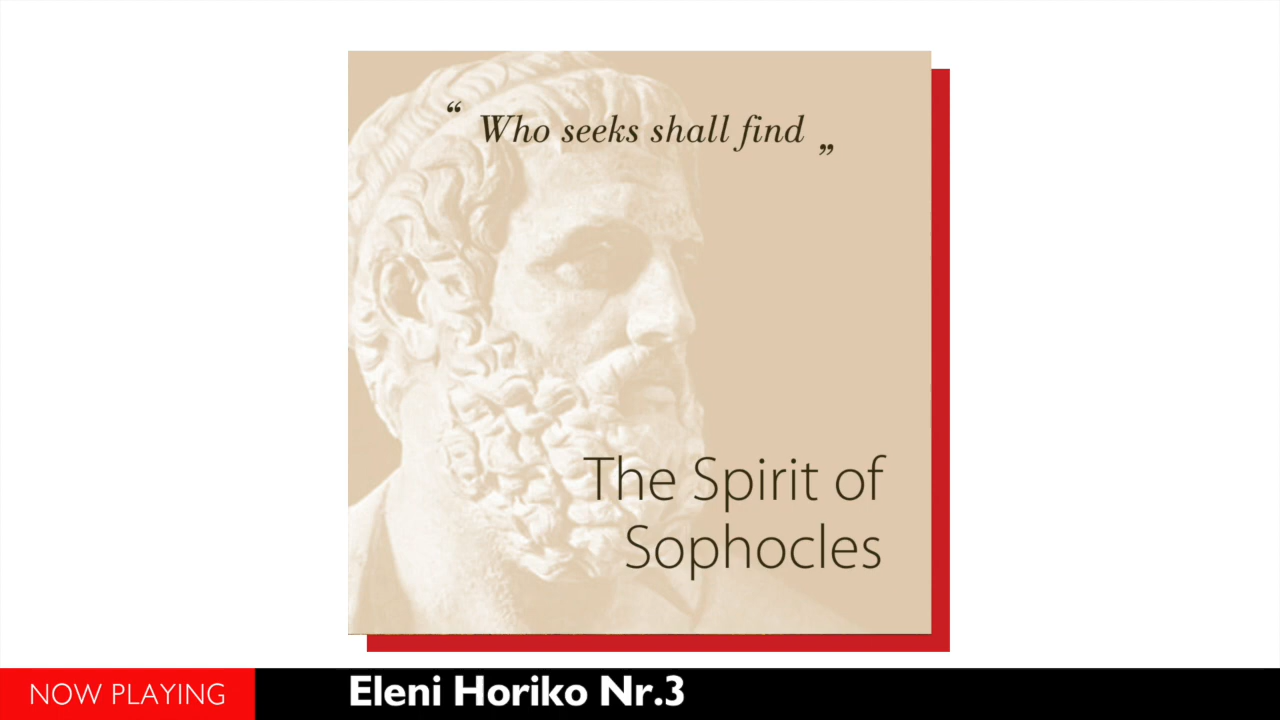 “ Who seeks shall find ”
The Spirit of
Sophocles
NOW PLAYING
Eleni Horiko Nr.3